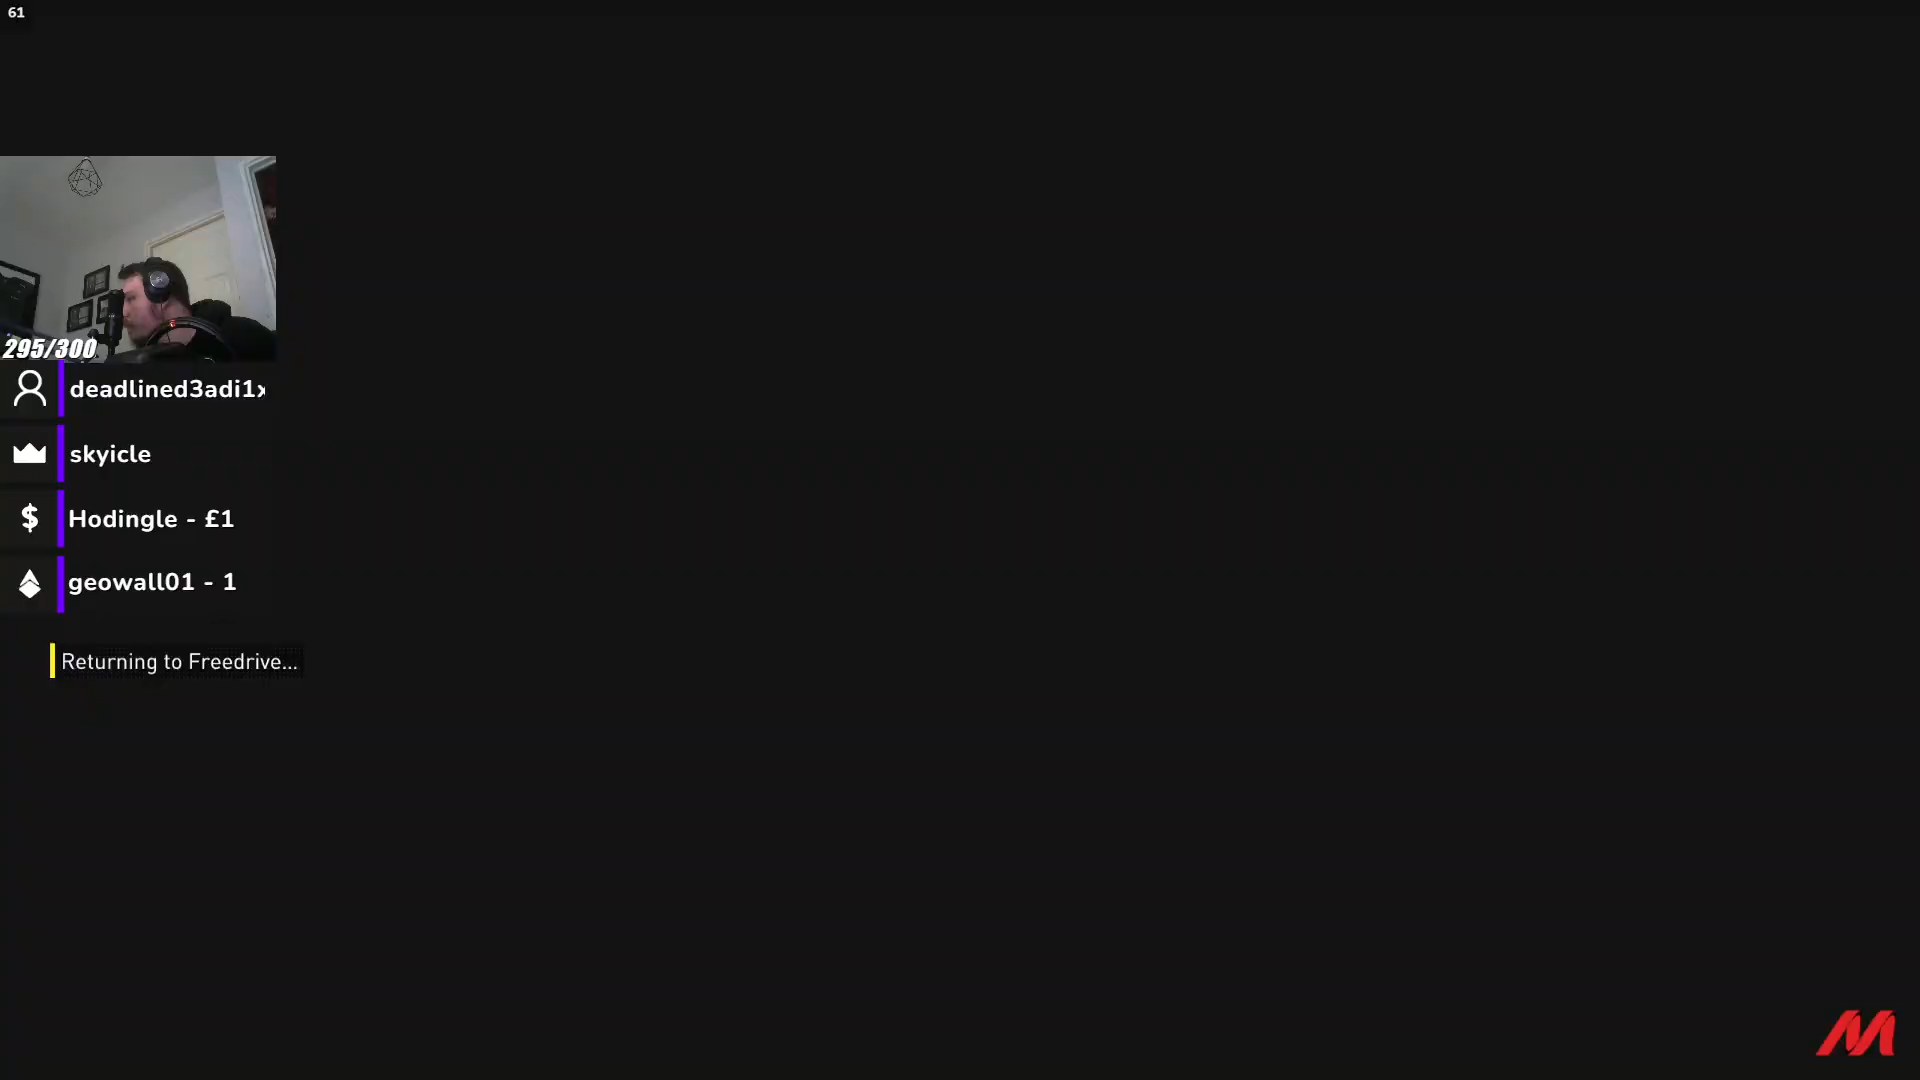 61
295/300
deadlined3adi1x
skyicle
$ Hodingle - £1
geowall01 - 1
Returning to Freedrive...